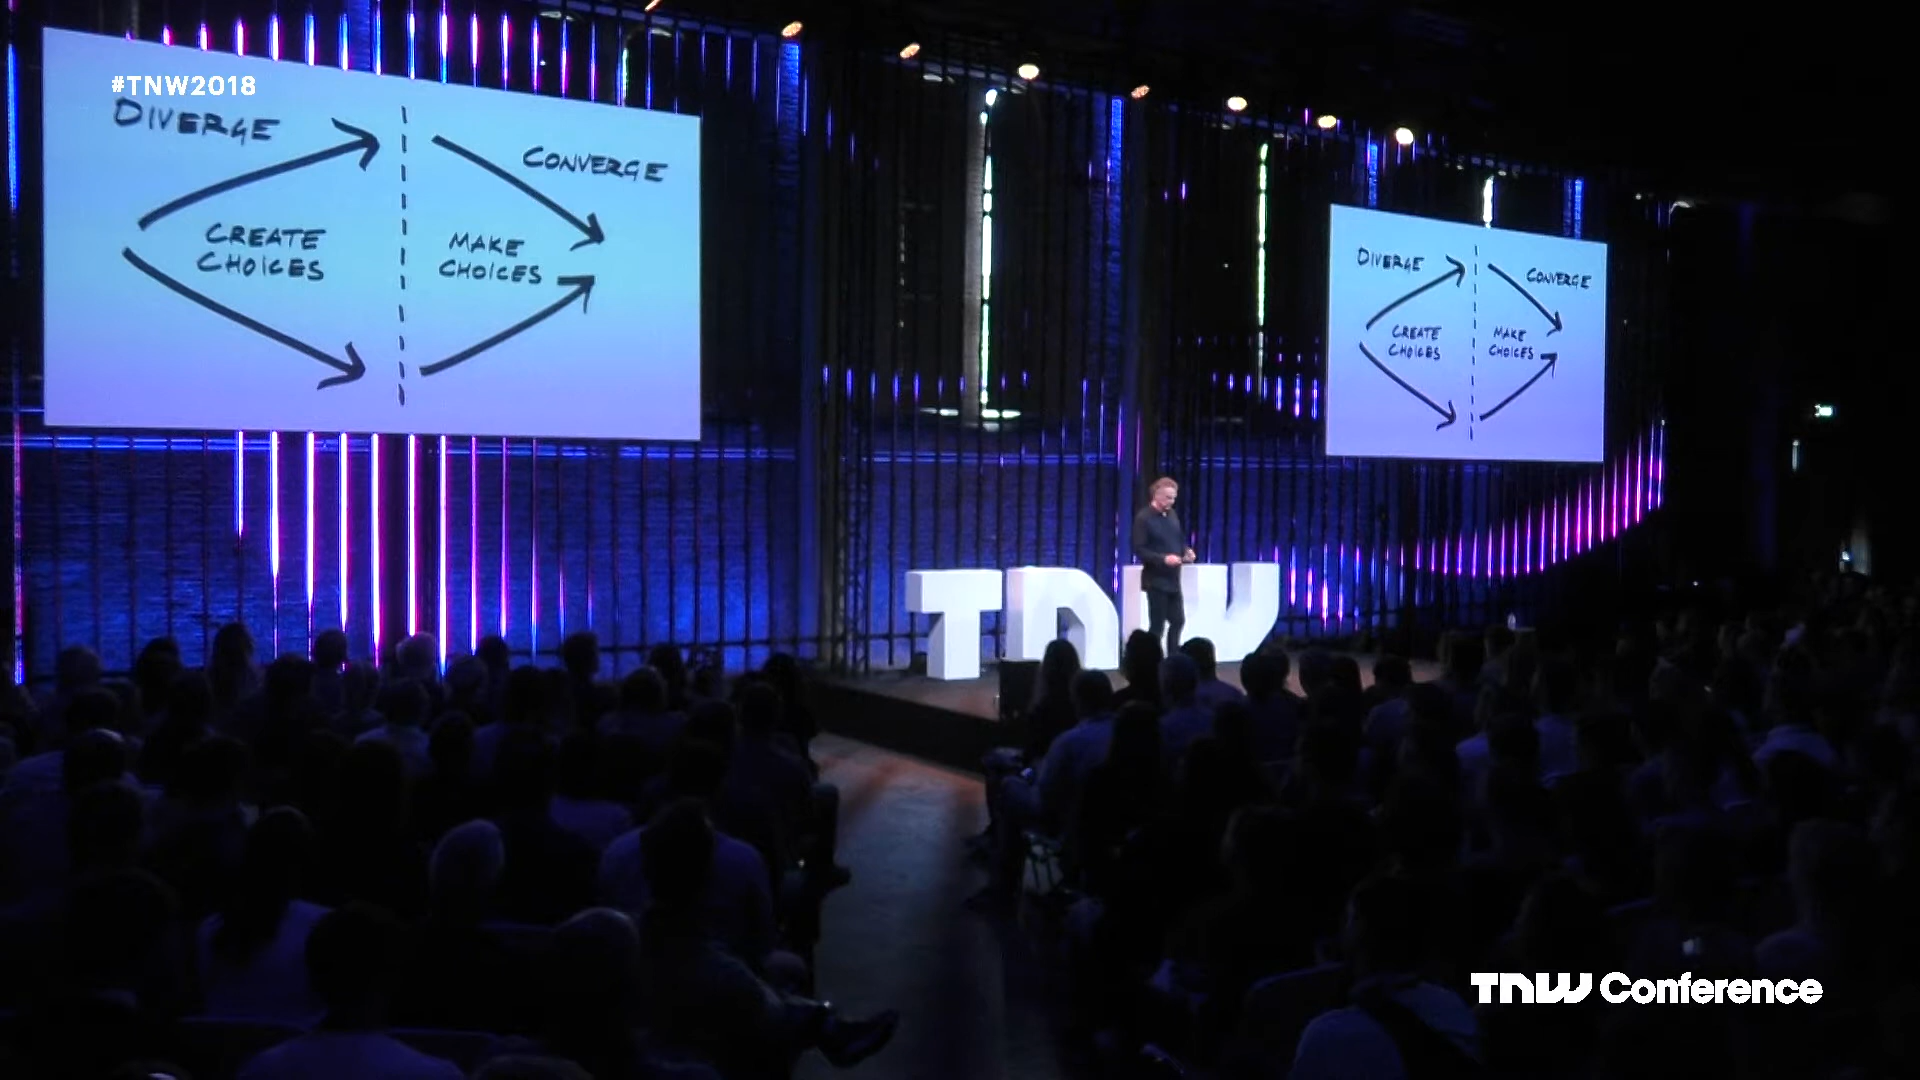 #TNW2018
DIVERGE
CONVERGE
CREATE
CHOICES
MAKE
CHOICES
DIVERGE
CONVERGE
CREATE
CHOICES
MAKE
CHOICES
TNW
TNW Conference